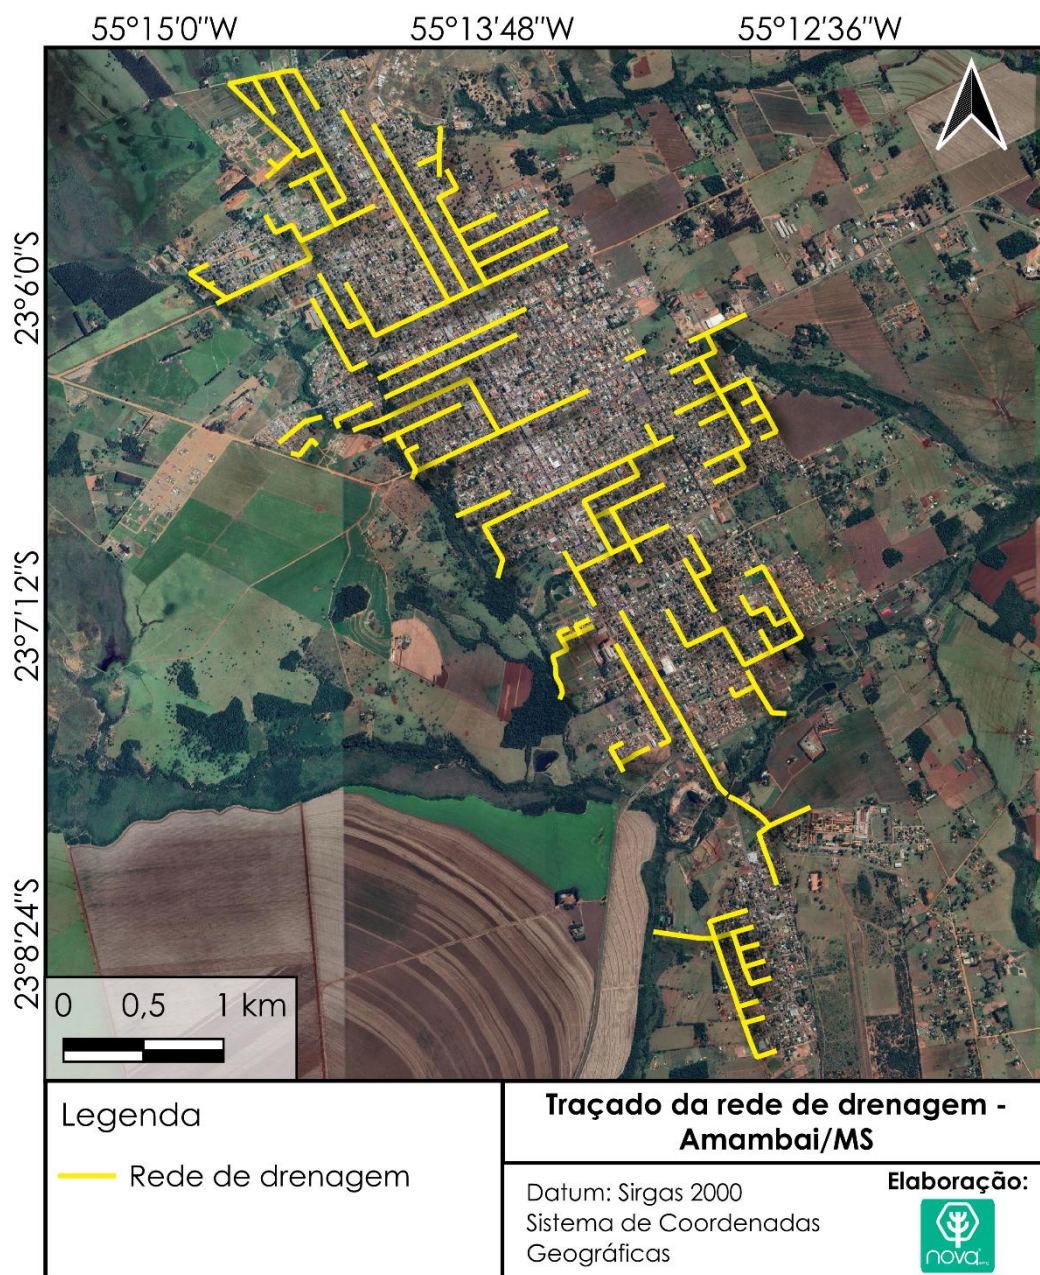 55°15'0"W 55°13'48"W 55°12'36"W
23°6'0"S
23°7'12"S
23°8'24"S
0 0,5 1 km
Legenda
Rede de drenagem
Traçado da rede de drenagem -
Amambai/MS
Datum: Sirgas 2000
Sistema de Coordenadas
Geográficas
Elaboração:
nova